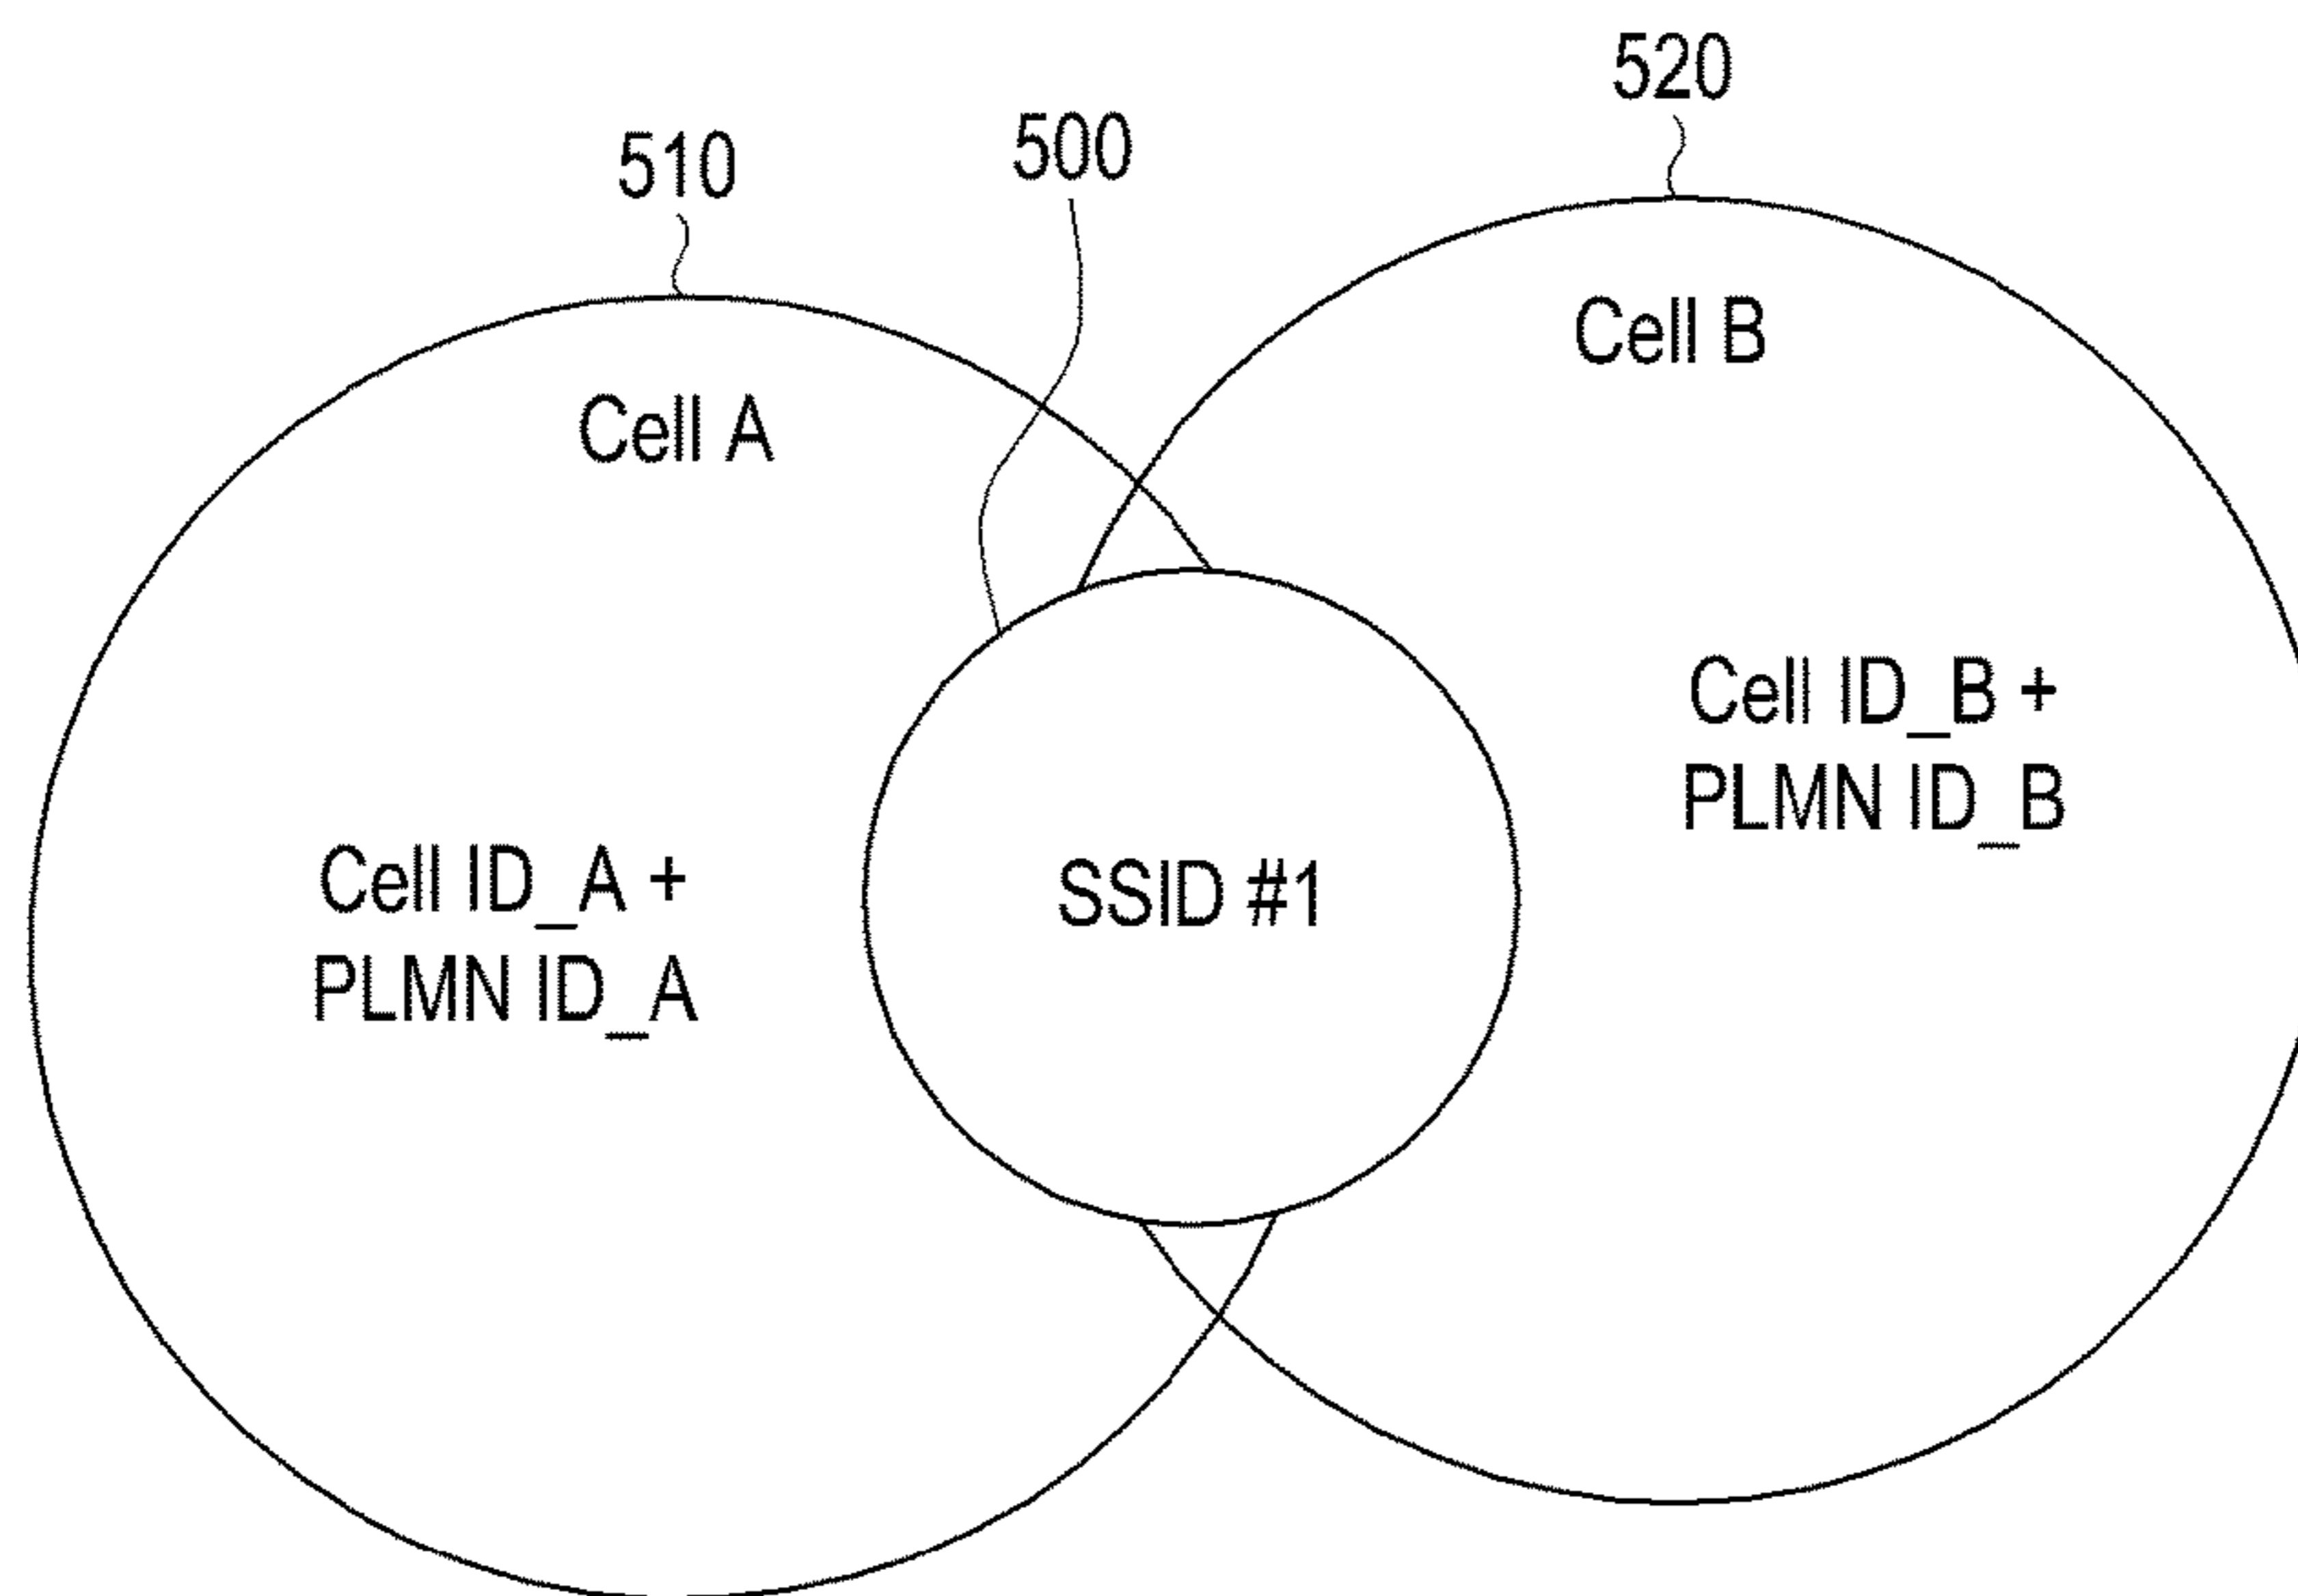 520
510
500
Cell B
Cell A
Cell ID_B +
PLMN ID_B
Cell ID_A +
PLMN ID_A
SSID #1